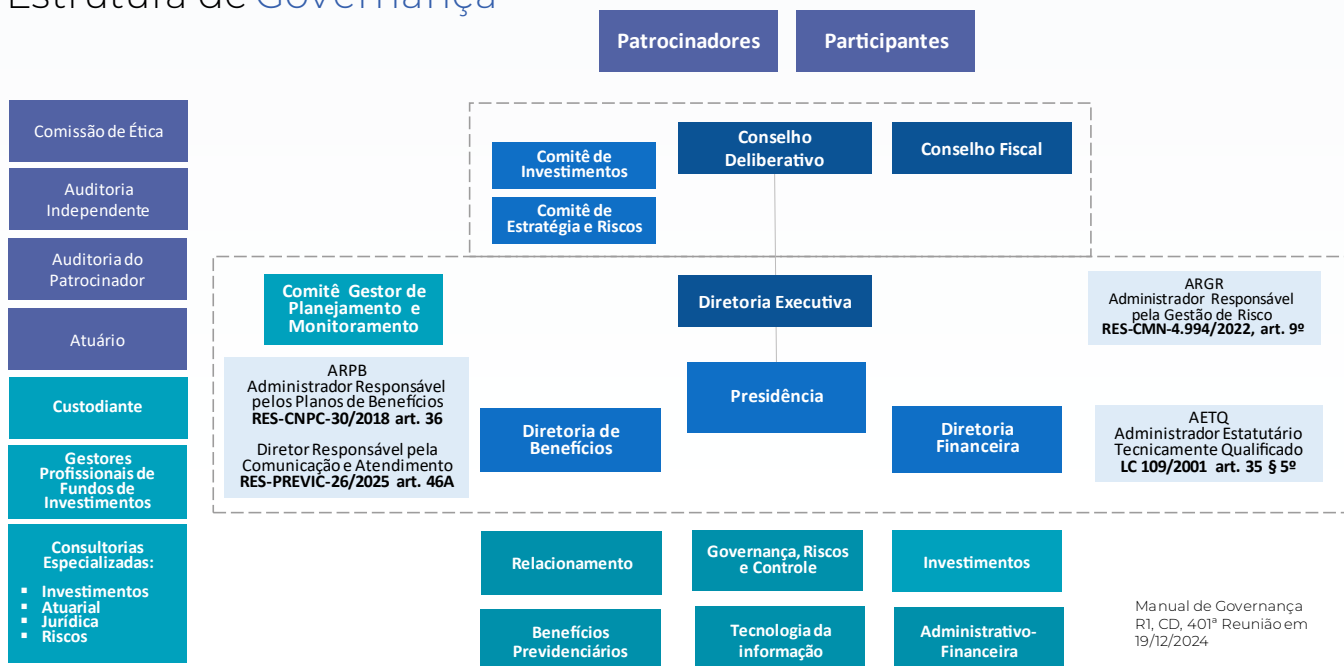 Estrutura de Governança
Patrocinadores
Participantes
Comissão de Ética
Auditoria
Independente
Auditoria do
Patrocinador
Atuário
Custodiante
Gestores
Profissionais de
Fundos de
Investimentos
Consultorias
Especializadas:
▪ Investimentos
▪ Atuarial
▪ Jurídica
▪ Riscos
Comitê de
Investimentos
Comitê de
Estratégia e Riscos
Conselho
Deliberativo
Conselho Fiscal
Comitê Gestor de
Planejamento e
Monitoramento
Diretoria Executiva
ARGR
Administrador Responsável
pela Gestão de Risco
RES-CMN-4.994/2022, art. 9º
ARPB
Administrador Responsável
pelos Planos de Benefícios
RES-CNPC-30/2018 art. 36
Diretor Responsável pela
Comunicação e Atendimento
RES-PREVIC-26/2025 art. 46A
Diretoria de
Benefícios
Presidência
Diretoria
Financeira
AETQ
Administrador Estatutário
Tecnicamente Qualificado
LC 109/2001 art. 35 § 5º
Relacionamento
Governança, Riscos
e Controle
Investimentos
Benefícios
Previdenciários
Tecnologia da
informação
Administrativo-
Financeira
Manual de Governança
R1, CD, 401ª Reunião em
19/12/2024